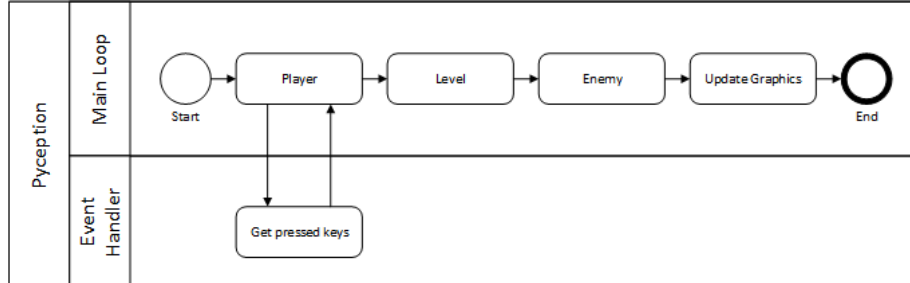 Pyception
Main Loop
Start
Player
Level
Enemy
Update Graphics
End
Event
Handler
Get pressed keys